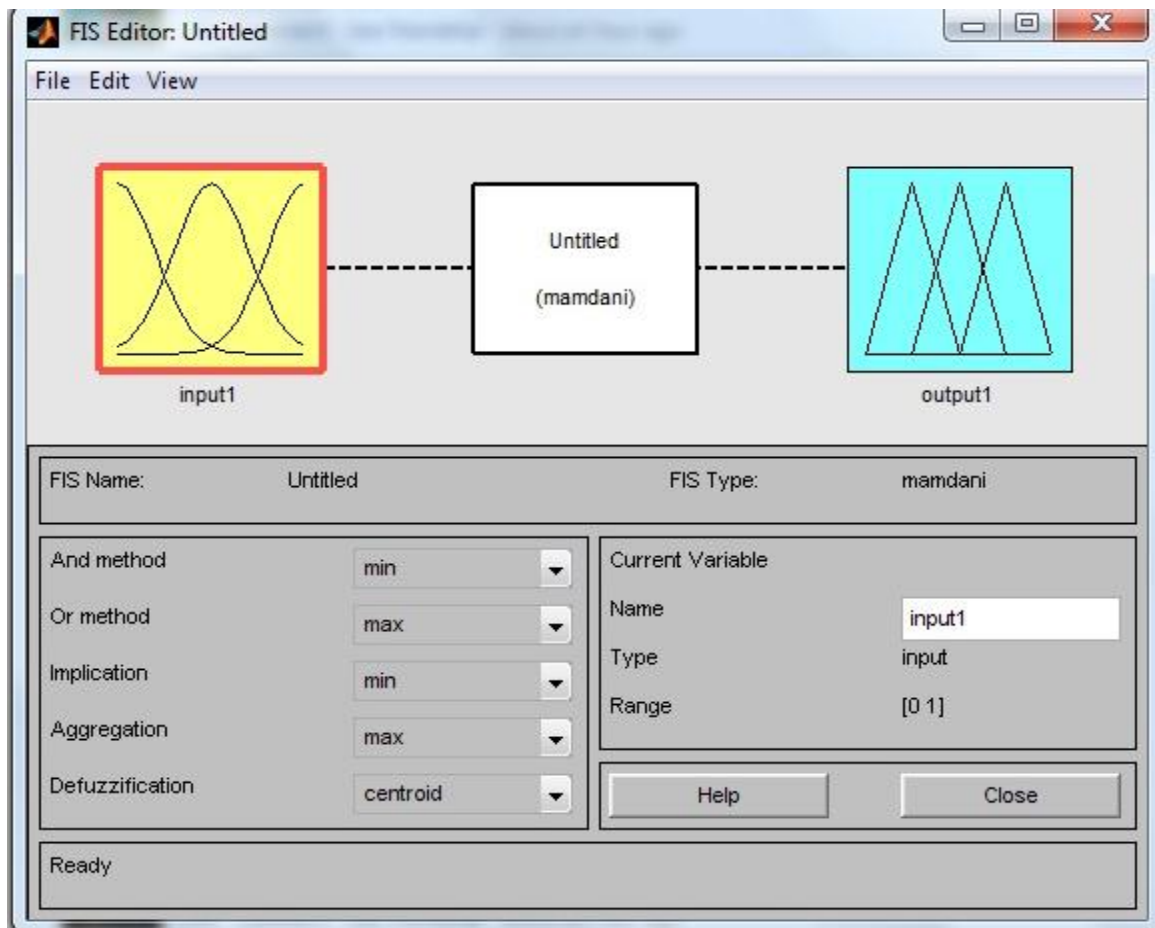 FIS Editor: Untitled
File Edit View
Untitled
(mamdani)
input1
output1
FIS Name: Untitled FIS Type: mamdani
And method min
Or method max
Implication min
Aggregation max
Defuzzification centroid
Current Variable
Name input1
Type input
Range [0 1]
Help Close
Ready